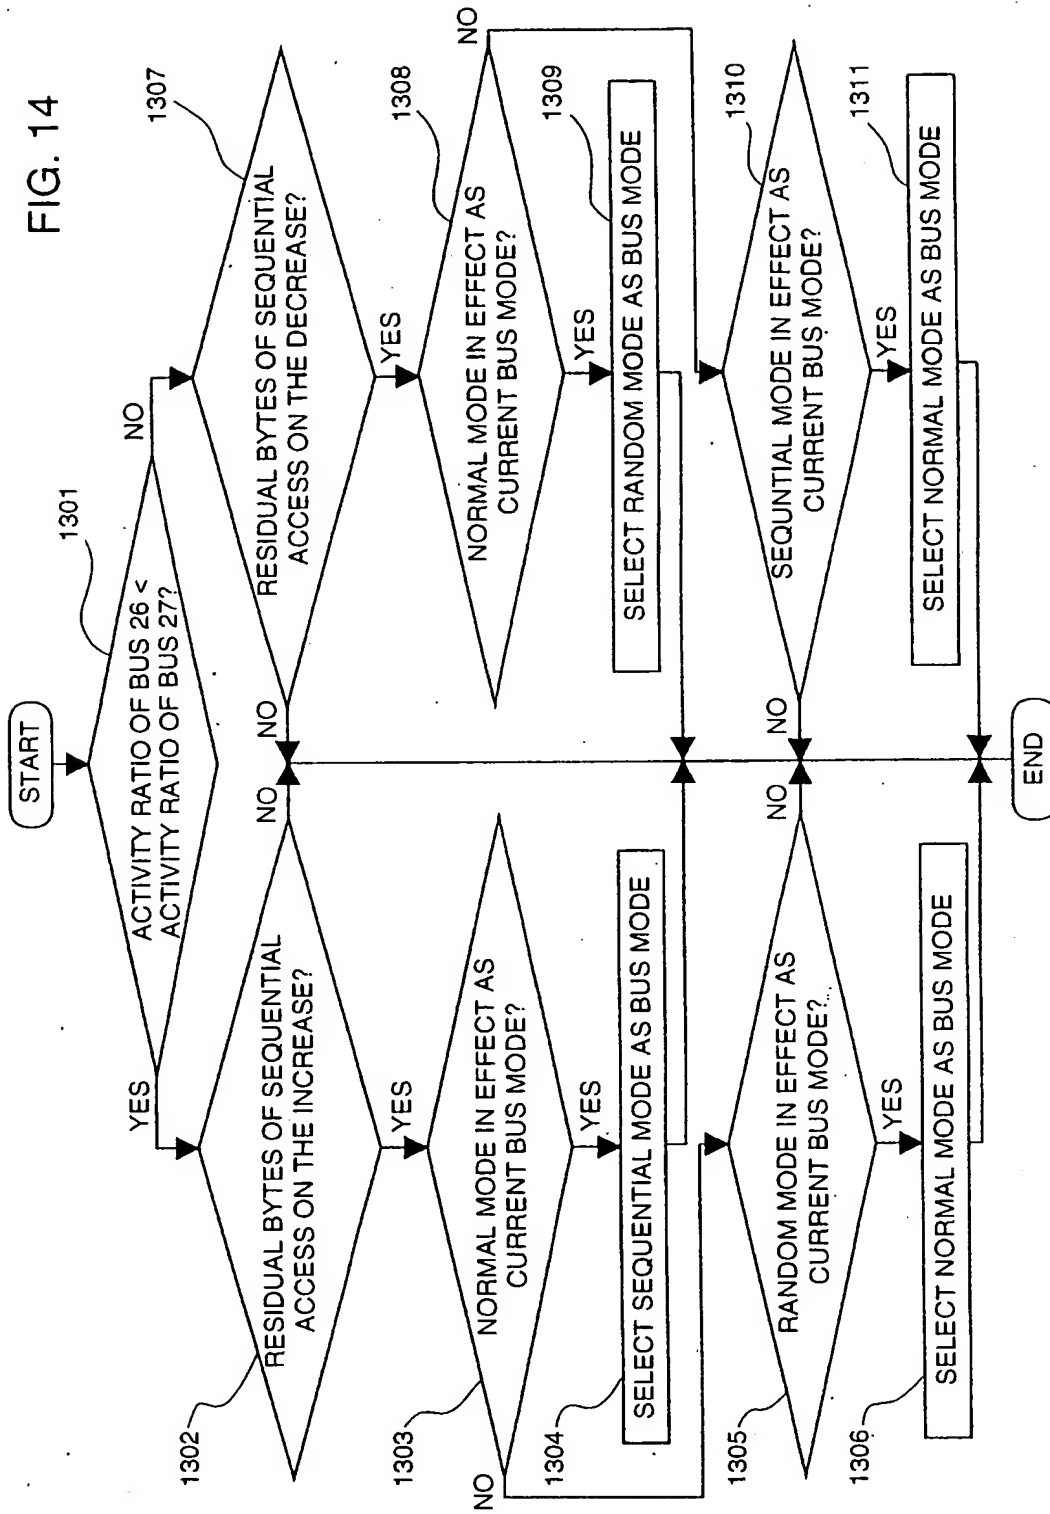 FIG. 14
START
1301
ACTIVITY RATIO OF BUS 26 <
ACTIVITY RATIO OF BUS 27?
YES
NO
1302
RESIDUAL BYTES OF SEQUENTIAL
ACCESS ON THE INCREASE?
NO
YES
1303
NORMAL MODE IN EFFECT AS
CURRENT BUS MODE?
NO
YES
1304
SELECT SEQUENTIAL MODE AS BUS MODE
1305
RANDOM MODE IN EFFECT AS
CURRENT BUS MODE?
NO
YES
1306
SELECT NORMAL MODE AS BUS MODE
1307
RESIDUAL BYTES OF SEQUENTIAL
ACCESS ON THE DECREASE?
NO
YES
1308
NORMAL MODE IN EFFECT AS
CURRENT BUS MODE?
NO
YES
1309
SELECT RANDOM MODE AS BUS MODE
1310
SEQUNTIAL MODE IN EFFECT AS
CURRENT BUS MODE?
NO
YES
1311
SELECT NORMAL MODE AS BUS MODE
END